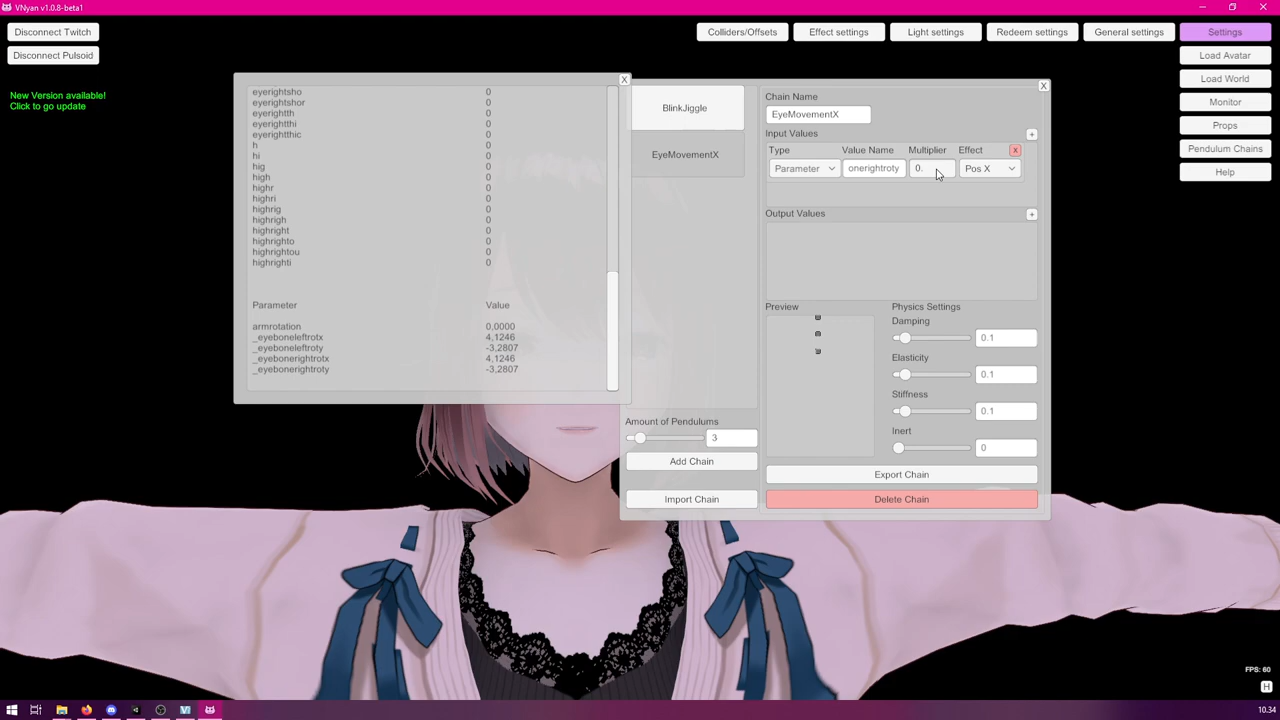 VNyan v1.0.8-beta1
Disconnect Twitch
Colliders/Offsets
Effect settings
Light settings
Redeem settings
General settings
Settings
Disconnect Pulsoid
Load Avatar
Load World
Monitor
Props
Pendulum Chains
Help
New Version available!
Click to go update
X
eyerightsho 0
eyerightshor 0
eyerightth 0
eyerightthi 0
eyerightthic 0
h 0
hi 0
hig 0
high 0
highr 0
highri 0
highrig 0
highrigh 0
highright 0
highrighto 0
highrightou 0
highrighti 0
Parameter Value
armrotation 0,0000
_eyeboneleftrotx 4,1246
_eyeboneleftroty -3,2807
_eyebonerightrotx 4,1246
_eyebonerightroty -3,2807
X
BlinkJiggle
EyeMovementX
Amount of Pendulums
3
Add Chain
Import Chain
Chain Name
EyeMovementX
Input Values +
Type Value Name Multiplier Effect X
Parameter onerightroty 0. Pos X
Output Values +
Preview
Physics Settings
Damping
0.1
Elasticity
0.1
Stiffness
0.1
Inert
0
Export Chain
Delete Chain
FPS: 60
H
10.34